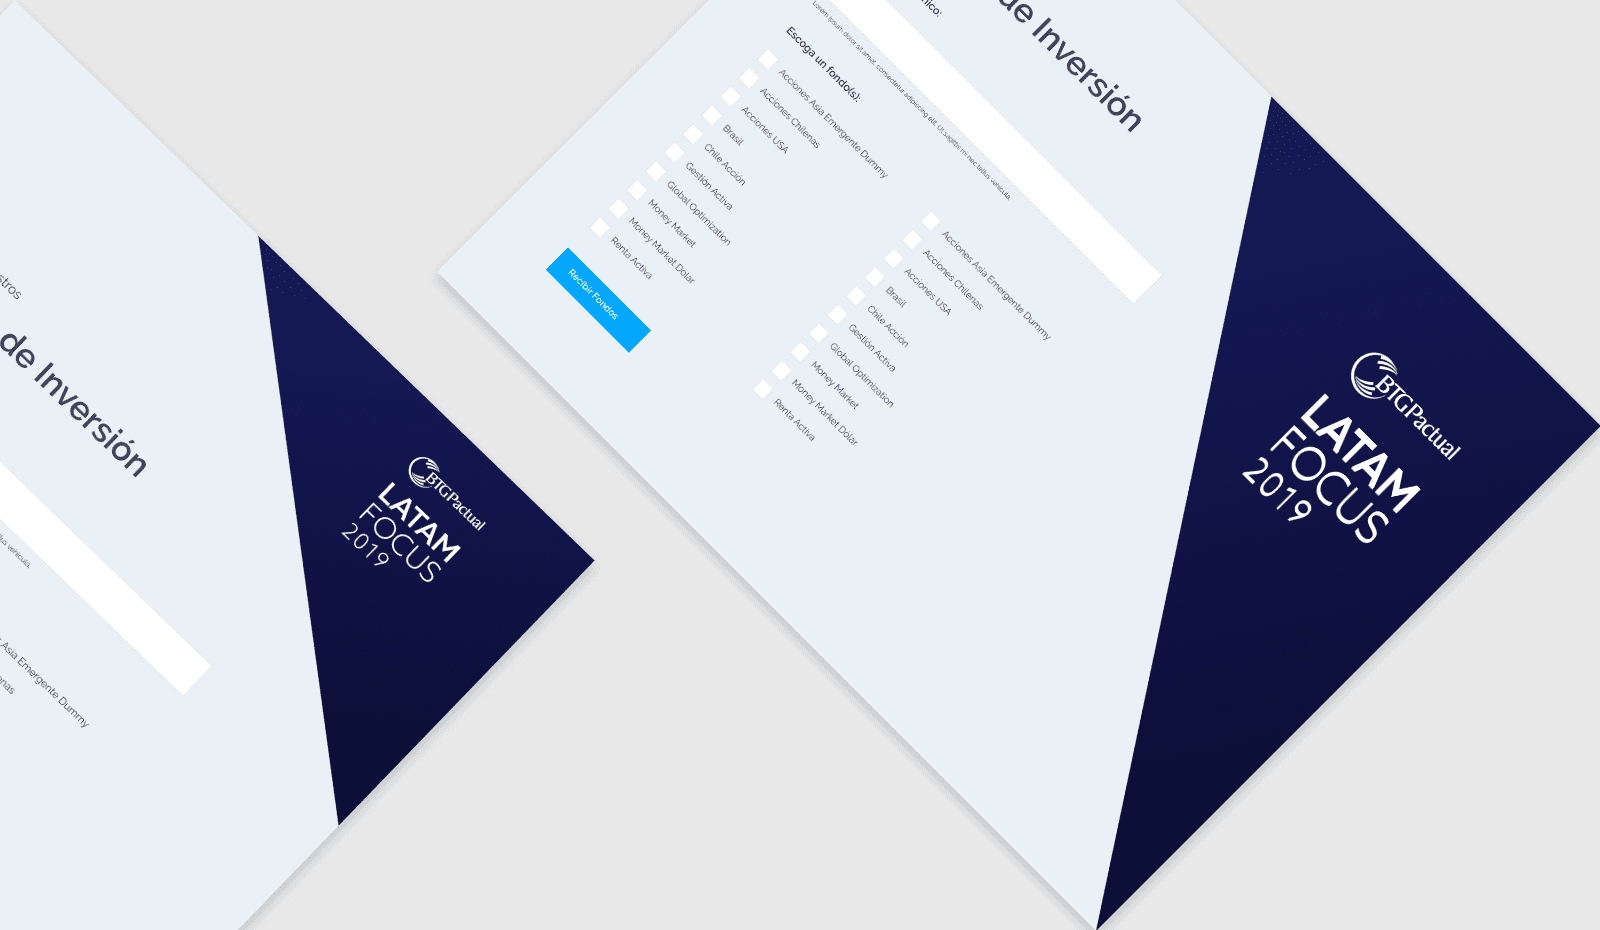 stros
de Inversión
tellus vehicula.
Asia Emergente Dummy
enas
BTGPactual
LATAM
FOCUS
2019
de Inversión
nico:
Lorem ipsum dolor sit amet, consectetur adipiscing elit. Ut sagittis mi nec tellus vehicula.
Escoga un fondo(s):
Acciones Asia Emergente Dummy
Acciones Chilenas
Acciones USA
Brasil
Chile Acción
Gestión Activa
Global Optimization
Money Market
Money Market Dólar
Renta Activa
Acciones Asia Emergente Dummy
Acciones Chilenas
Acciones USA
Brasil
Chile Acción
Gestión Activa
Global Optimization
Money Market
Money Market Dólar
Renta Activa
Recibir Fondos
BTGPactual
LATAM
FOCUS
2019